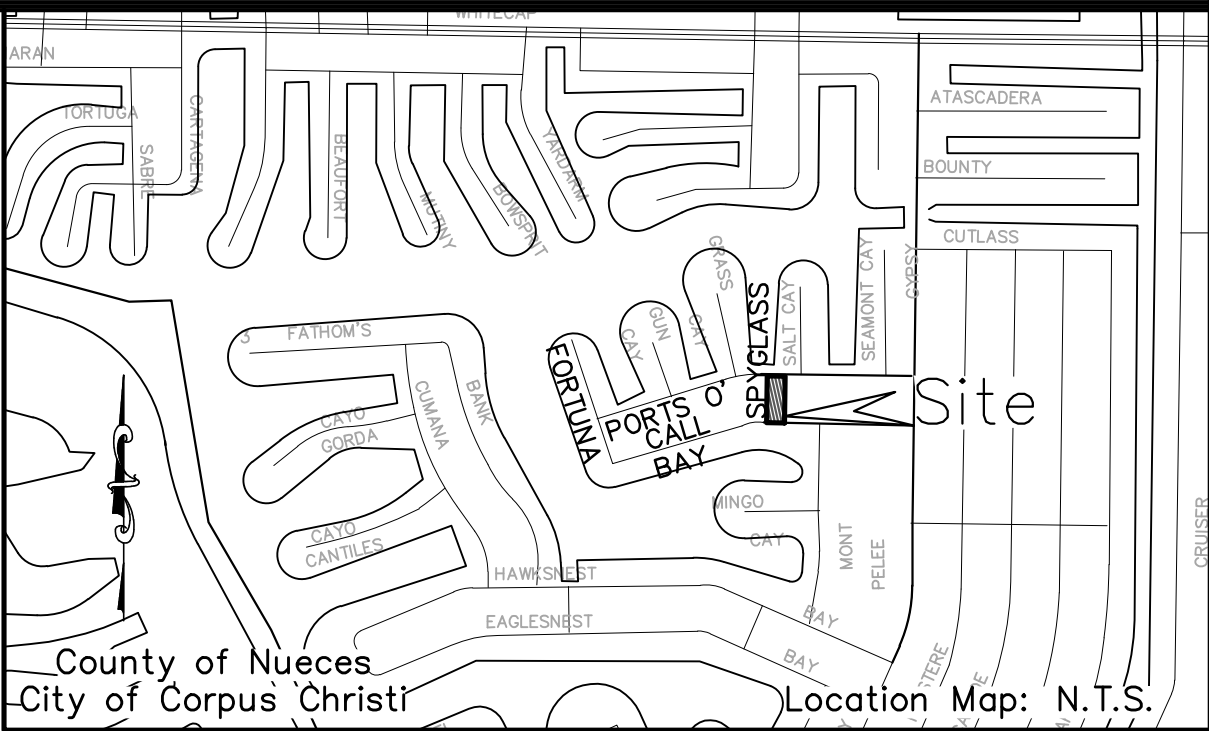 WHITECAP
ARAN
TORTUGA
SABRE
CARTAGENA
BEAUFORT
MUTINY
BOWSPRIT
YARDARM
ATASCADERA
BOUNTY
CUTLASS
GYPSY
GRASS
CAY
GUN
CAY
SPYGLASS
SALT CAY
SEAMONT CAY
FATHOM'S
BANK
CUMANA
CAYO
GORDA
CAYO
CANTILES
FORTUNA
PORTS O'
CALL
BAY
Site
MINGO
CAY
MONT
PELEE
CRUISER
HAWKSNEST
BAY
EAGLESNEST
BAY
STERE
County of Nueces
City of Corpus Christi
Location Map: N.T.S.